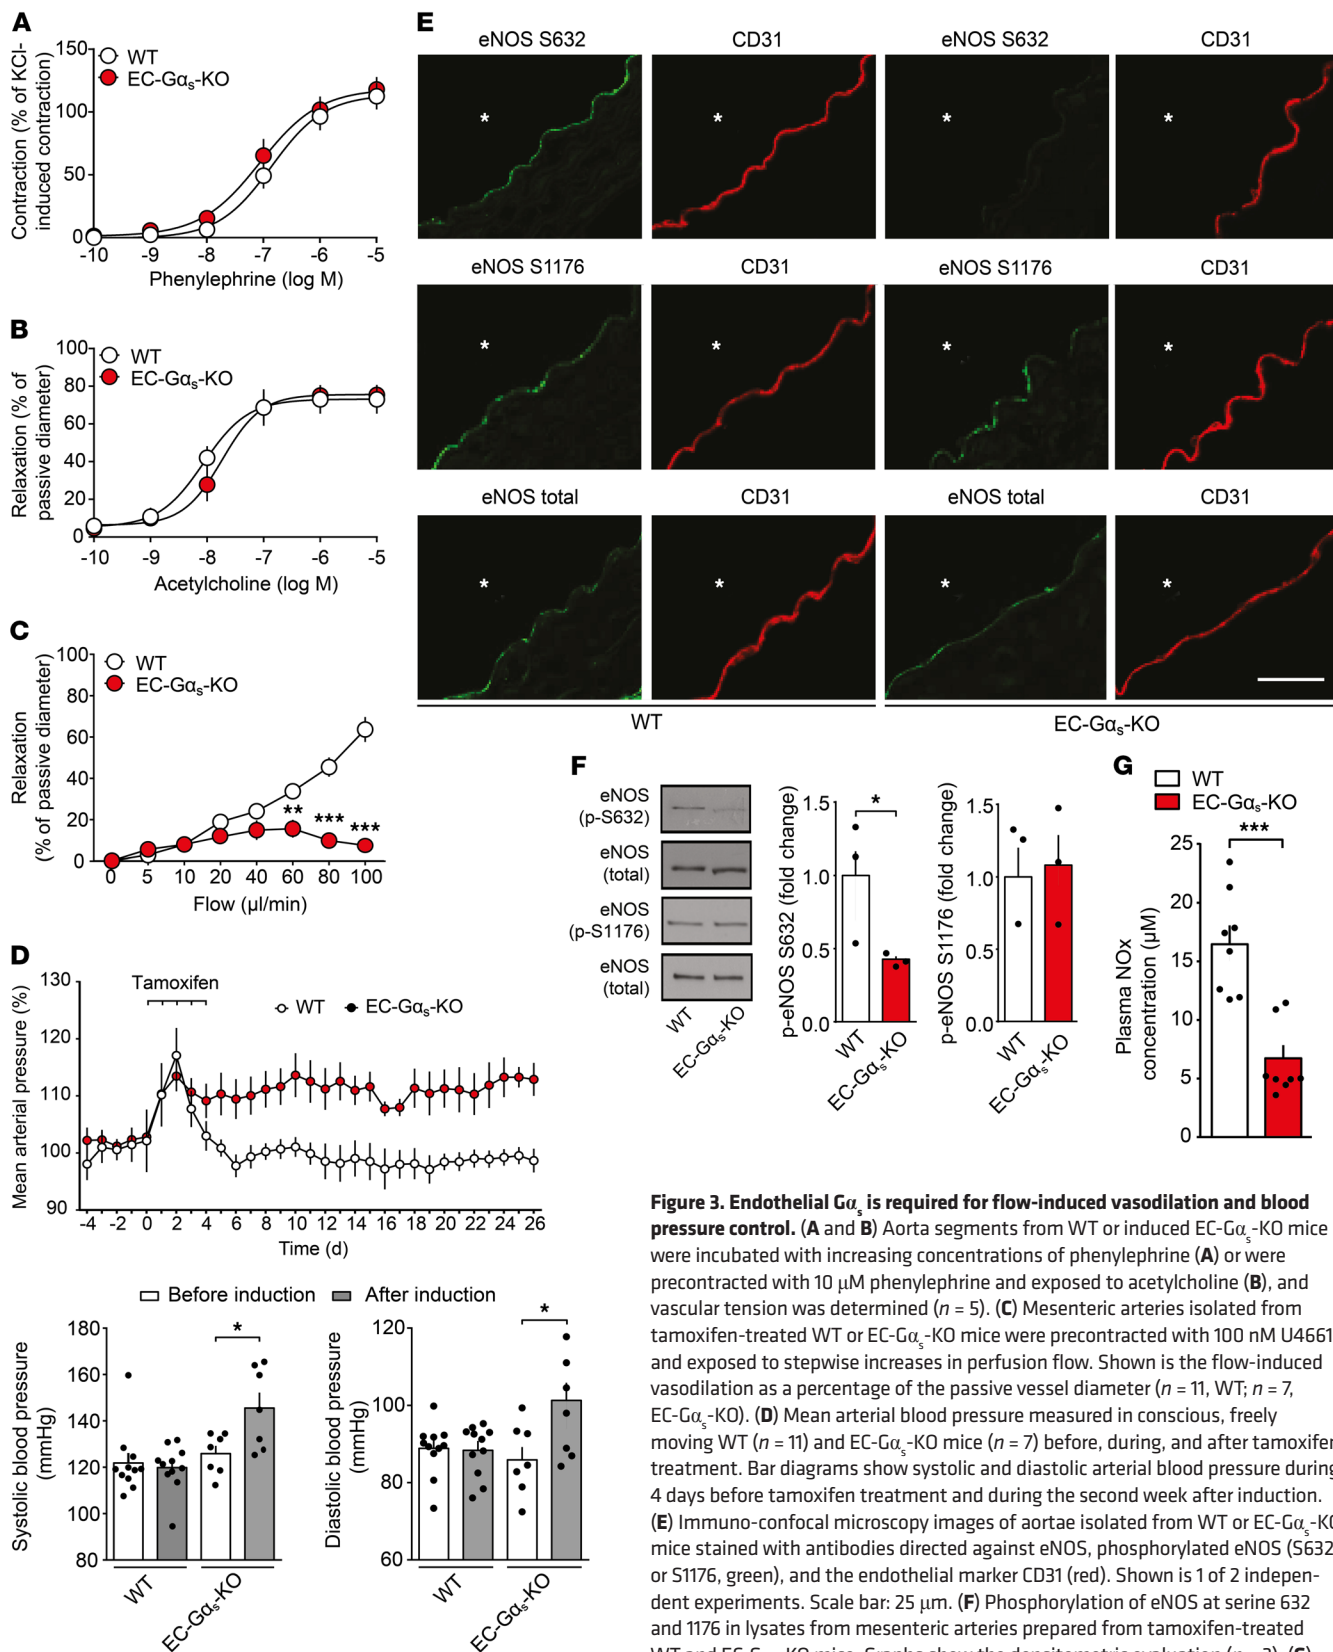 A
150
100
50
0
Contraction (% of KCl-
induced contraction)
WT
EC-Gαs-KO
-10 -9 -8 -7 -6 -5
Phenylephrine (log M)
B
100
80
60
40
20
0
Relaxation (% of
passive diameter)
WT
EC-Gαs-KO
-10 -9 -8 -7 -6 -5
Acetylcholine (log M)
C
100
80
60
40
20
0
Relaxation
(% of passive diameter)
WT
EC-Gαs-KO
** *** ***
0 5 10 20 40 60 80 100
Flow (µl/min)
D
130
120
110
100
90
Mean arterial pressure (%)
Tamoxifen
WT EC-Gαs-KO
-4 -2 0 2 4 6 8 10 12 14 16 18 20 22 24 26
Time (d)
Before induction After induction
180
160
140
120
100
80
Systolic blood pressure
(mmHg)
*
WT EC-Gαs-KO
120
100
80
60
Diastolic blood pressure
(mmHg)
*
WT EC-Gαs-KO
E
eNOS S632 CD31 eNOS S632 CD31
* * * *
eNOS S1176 CD31 eNOS S1176 CD31
* * * *
eNOS total CD31 eNOS total CD31
* * * *
WT EC-Gαs-KO
F
eNOS
(p-S632)
eNOS
(total)
eNOS
(p-S1176)
eNOS
(total)
WT EC-Gαs-KO
1.5
1.0
0.5
0.0
p-eNOS S632 (fold change)
*
WT EC-Gαs-KO
1.5
1.0
0.5
0.0
p-eNOS S1176 (fold change)
WT EC-Gαs-KO
G
WT
EC-Gαs-KO
25
20
15
10
5
0
Plasma NOx
concentration (µM)
***
Figure 3. Endothelial Gαs is required for flow-induced vasodilation and blood
pressure control. (A and B) Aorta segments from WT or induced EC-Gαs-KO mice
were incubated with increasing concentrations of phenylephrine (A) or were
precontracted with 10 μM phenylephrine and exposed to acetylcholine (B), and
vascular tension was determined (n = 5). (C) Mesenteric arteries isolated from
tamoxifen-treated WT or EC-Gαs-KO mice were precontracted with 100 nM U4661
and exposed to stepwise increases in perfusion flow. Shown is the flow-induced
vasodilation as a percentage of the passive vessel diameter (n = 11, WT; n = 7,
EC-Gαs-KO). (D) Mean arterial blood pressure measured in conscious, freely
moving WT (n = 11) and EC-Gαs-KO mice (n = 7) before, during, and after tamoxifen
treatment. Bar diagrams show systolic and diastolic arterial blood pressure during
4 days before tamoxifen treatment and during the second week after induction.
(E) Immuno-confocal microscopy images of aortae isolated from WT or EC-Gαs-KO
mice stained with antibodies directed against eNOS, phosphorylated eNOS (S632
or S1176, green), and the endothelial marker CD31 (red). Shown is 1 of 2 indepen-
dent experiments. Scale bar: 25 μm. (F) Phosphorylation of eNOS at serine 632
and 1176 in lysates from mesenteric arteries prepared from tamoxifen-treated